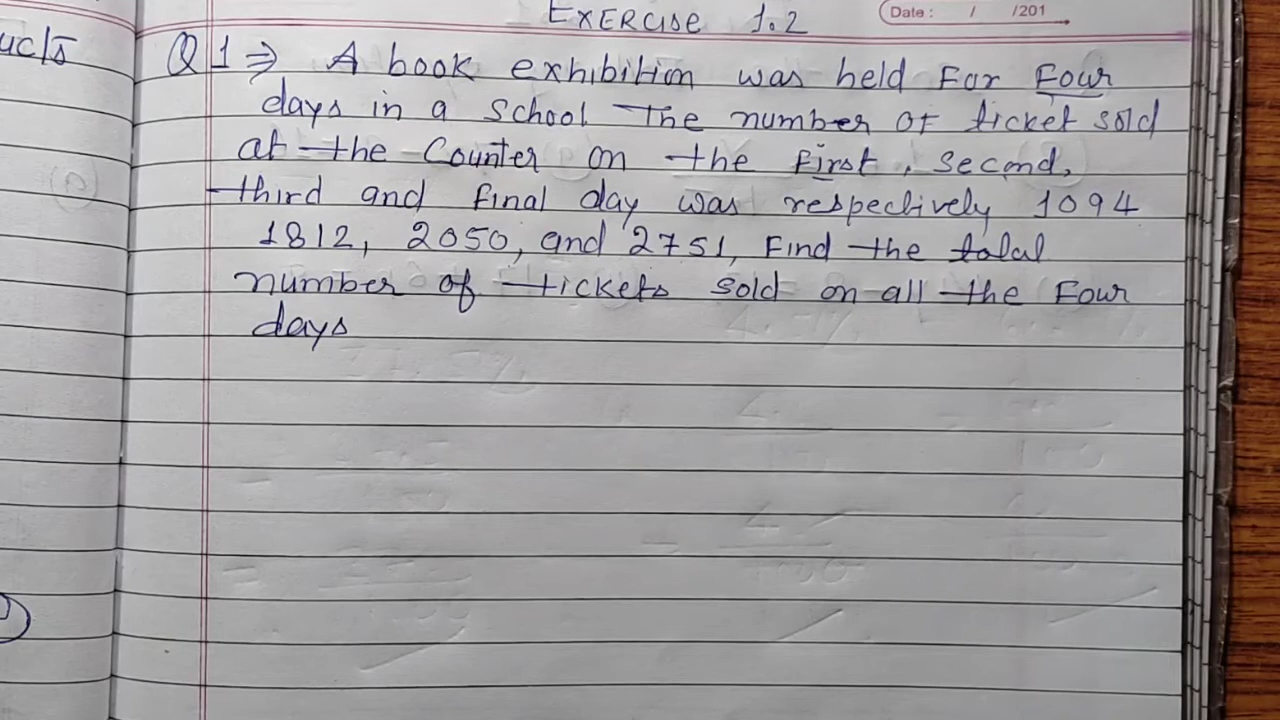 ucts
EXERCISE 1.2
Date : / /201
Q1⇒ A book exhibition was held For Four
days in a School The number of ticket sold
at the Counter on the First, second,
third and final day was respectively 1094
1812, 2050, and 2751, Find the total
number of tickets sold on all the Four
days